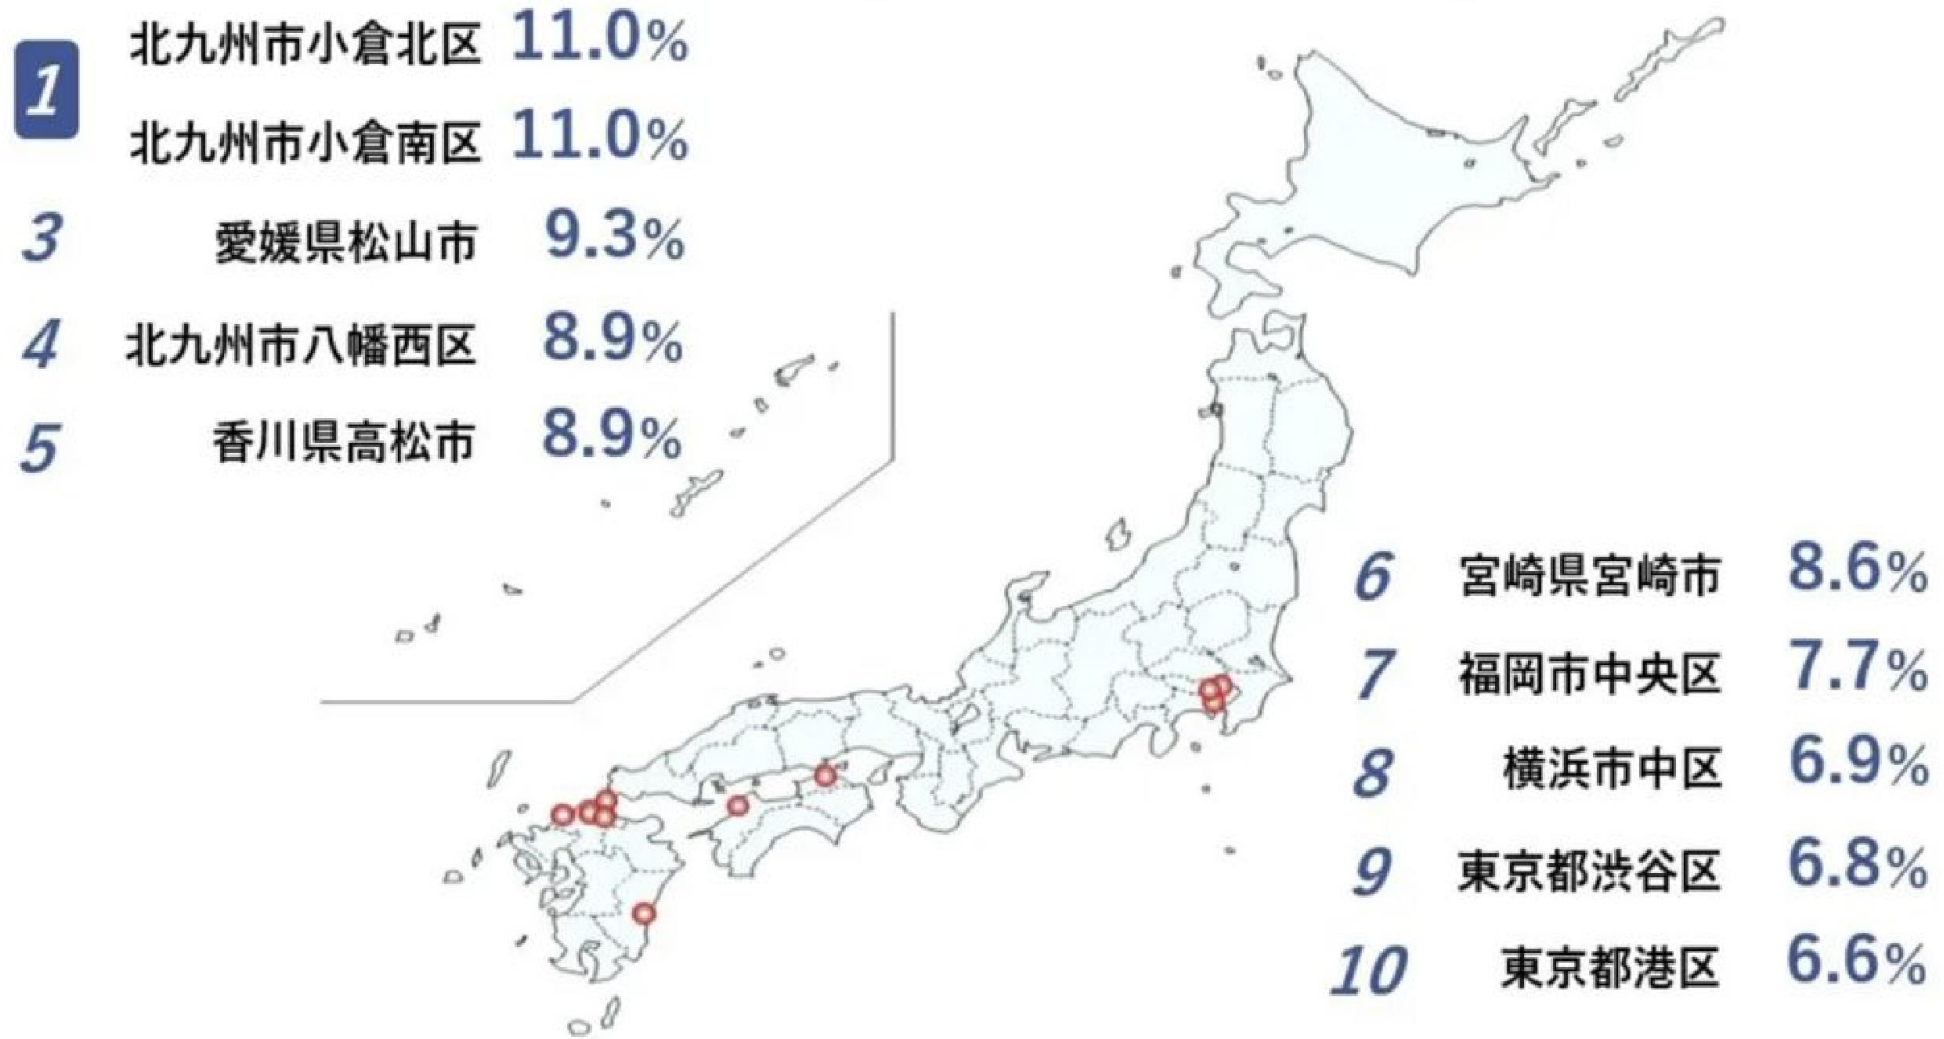 1
北九州市小倉北区 11.0%
北九州市小倉南区 11.0%
3 愛媛県松山市 9.3%
4 北九州市八幡西区 8.9%
5 香川県高松市 8.9%
6 宮崎県宮崎市 8.6%
7 福岡市中央区 7.7%
8 横浜市中区 6.9%
9 東京都渋谷区 6.8%
10 東京都港区 6.6%